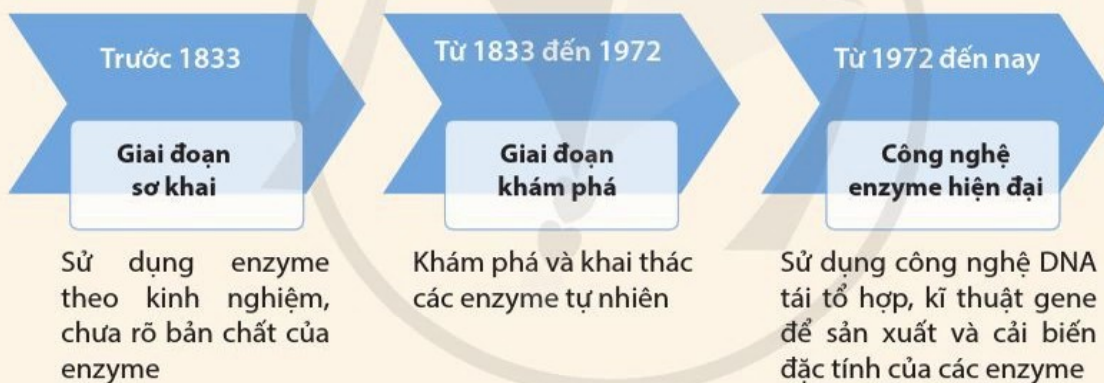 Trước 1833
Giai đoạn
sơ khai
Sử dụng enzyme
theo kinh nghiệm,
chưa rõ bản chất của
enzyme
Từ 1833 đến 1972
Giai đoạn
khám phá
Khám phá và khai thác
các enzyme tự nhiên
Từ 1972 đến nay
Công nghệ
enzyme hiện đại
Sử dụng công nghệ DNA
tái tổ hợp, kĩ thuật gene
để sản xuất và cải biến
đặc tính của các enzyme